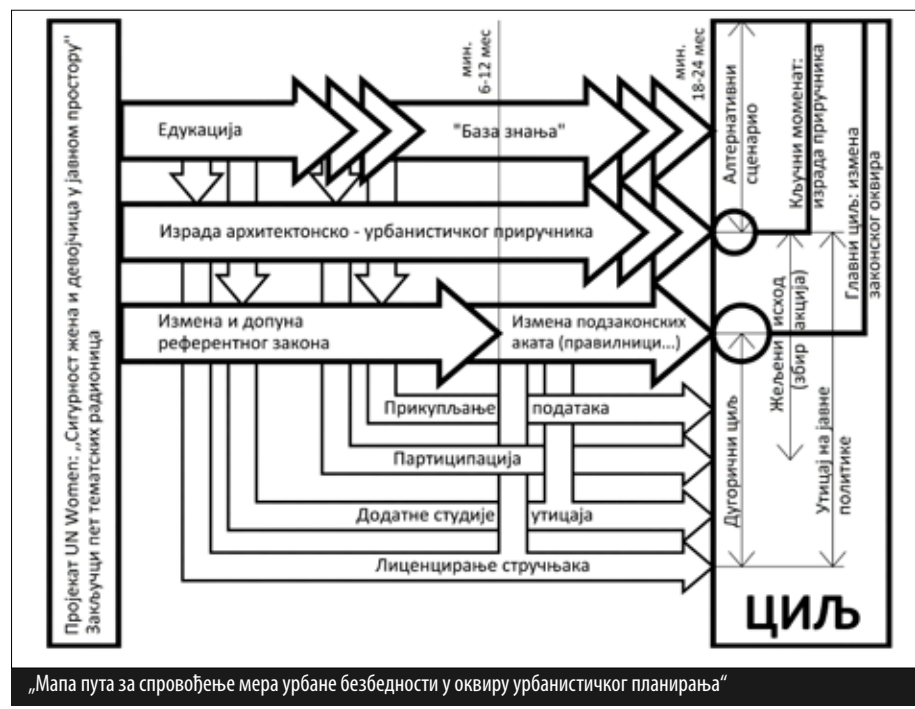 Пројекат UN Women: „Сигурност жена и девојчица у јавном простору"
Закључци пет тематских радионица
мин.
6-12 мес
мин.
18-24 мес
Едукација
"База знања"
Израда архитектонско - урбанистичког приручника
Измена и допуна
референтног закона
Измена подзаконских
аката (правилници...)
Прикупљање података
Партиципација
Додатне студије утицаја
Лиценцирање стручњака
Алтернативни
сценарио
Кључни моменат:
израда приручника
Главни циљ: измена
законског оквира
Жељени исход
(збир акција)
Дугорични циљ
Утицај на јавне
политике
ЦИЉ
„Мапа пута за спровођење мера урбане безбедности у оквиру урбанистичког планирања“